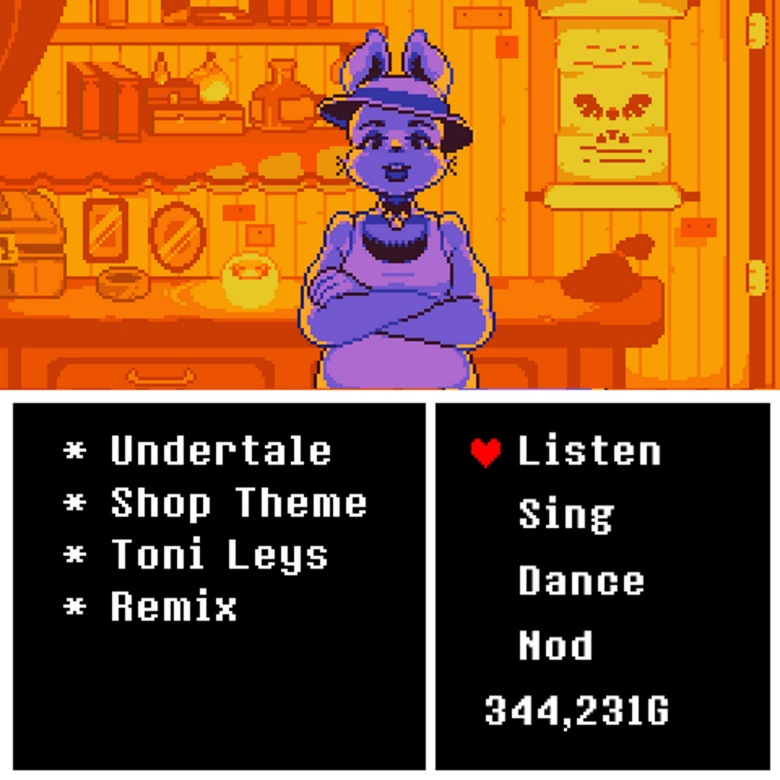 * Undertale
* Shop Theme
* Toni Leys
* Remix
Listen
Sing
Dance
Nod
344,231G